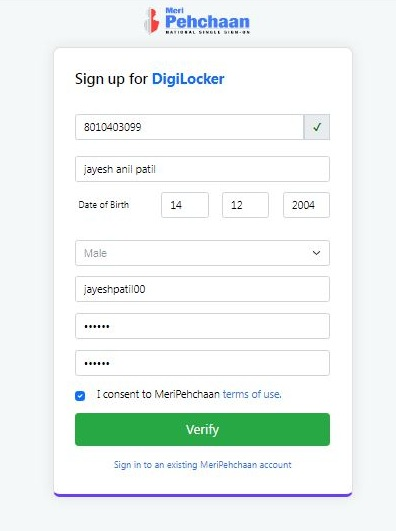 Meri
Pehchaan
NATIONAL SINGLE SIGN-ON
Sign up for DigiLocker
8010403099
jayesh anil patil
Date of Birth 14 12 2004
Male
jayeshpatil00
••••••
••••••
I consent to MeriPehchaan terms of use.
Verify
Sign in to an existing MeriPehchaan account